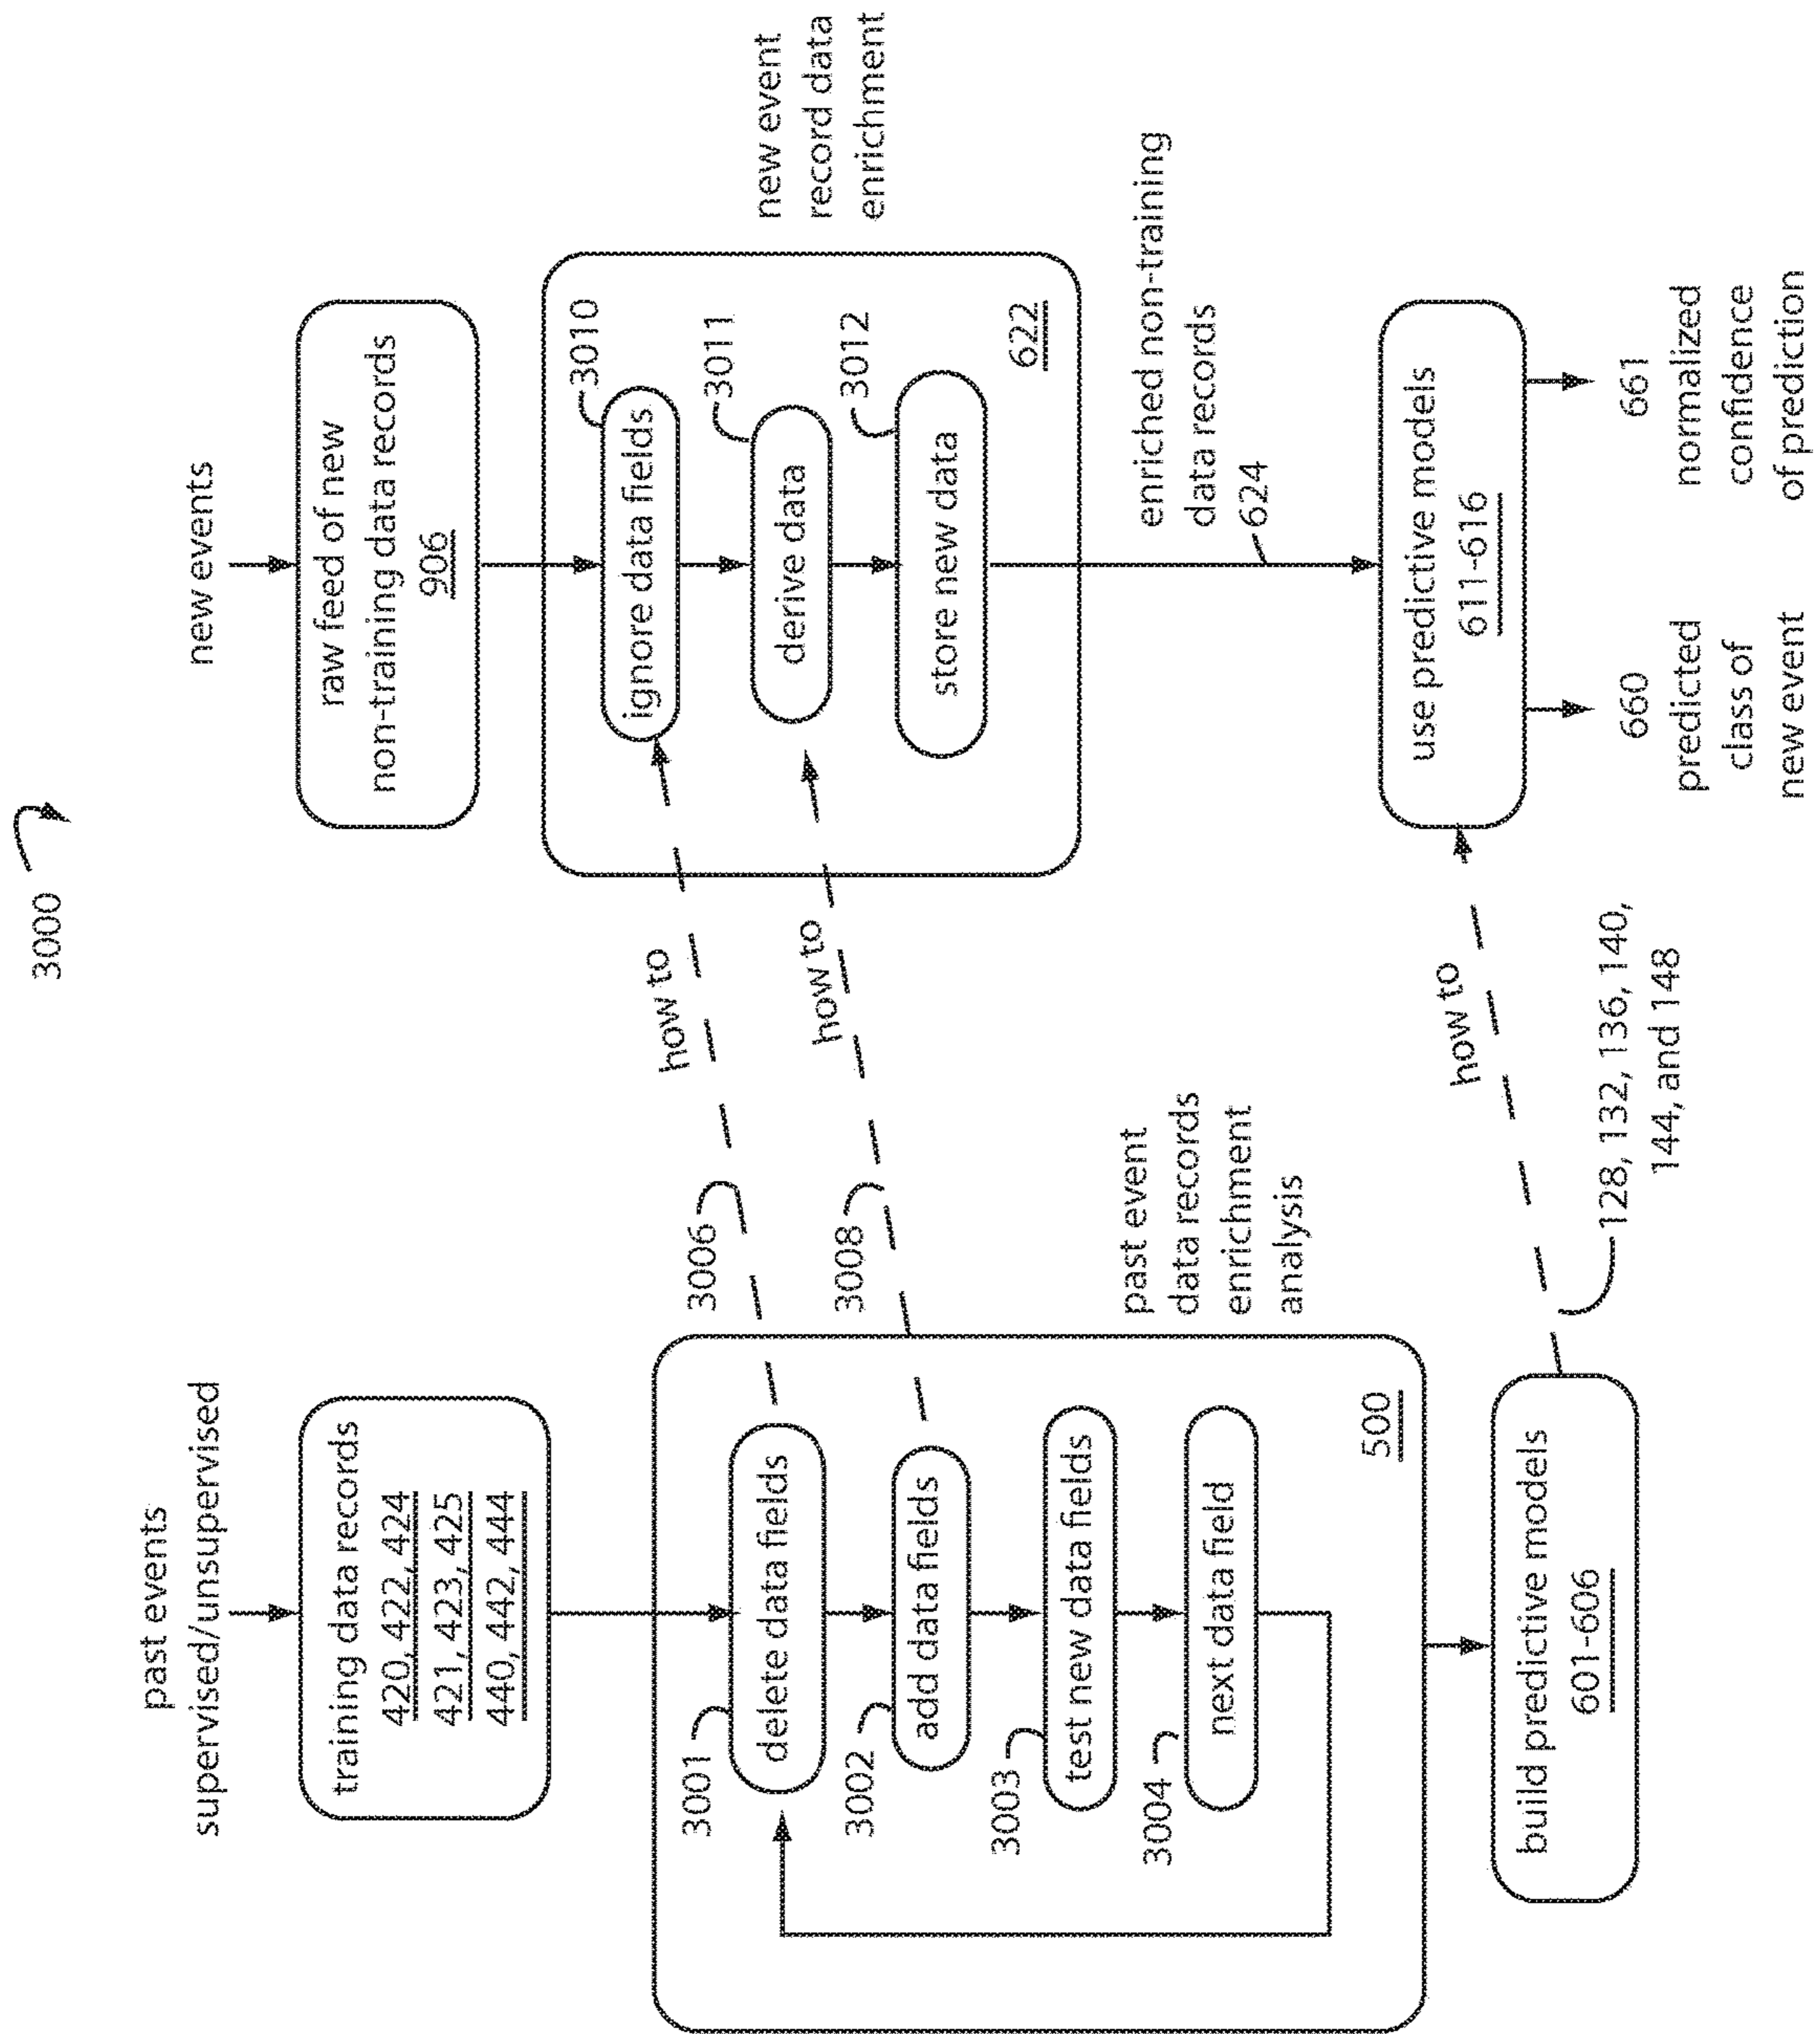 3000
past events
supervised/unsupervised
training data records
420, 422, 424
421, 423, 425
440, 442, 444
3001
delete data fields
3002
add data fields
3003
test new data fields
3004
next data field
500
past event
data records
enrichment
analysis
build predictive models
601-606
3006
how to
3008
how to
how to
128, 132, 136, 140,
144, and 148
new events
raw feed of new
non-training data records
906
ignore data fields
3010
derive data
3011
store new data
3012
622
new event
record data
enrichment
enriched non-training
data records
624
use predictive models
611-616
660
predicted
class of
new event
661
normalized
confidence
of prediction